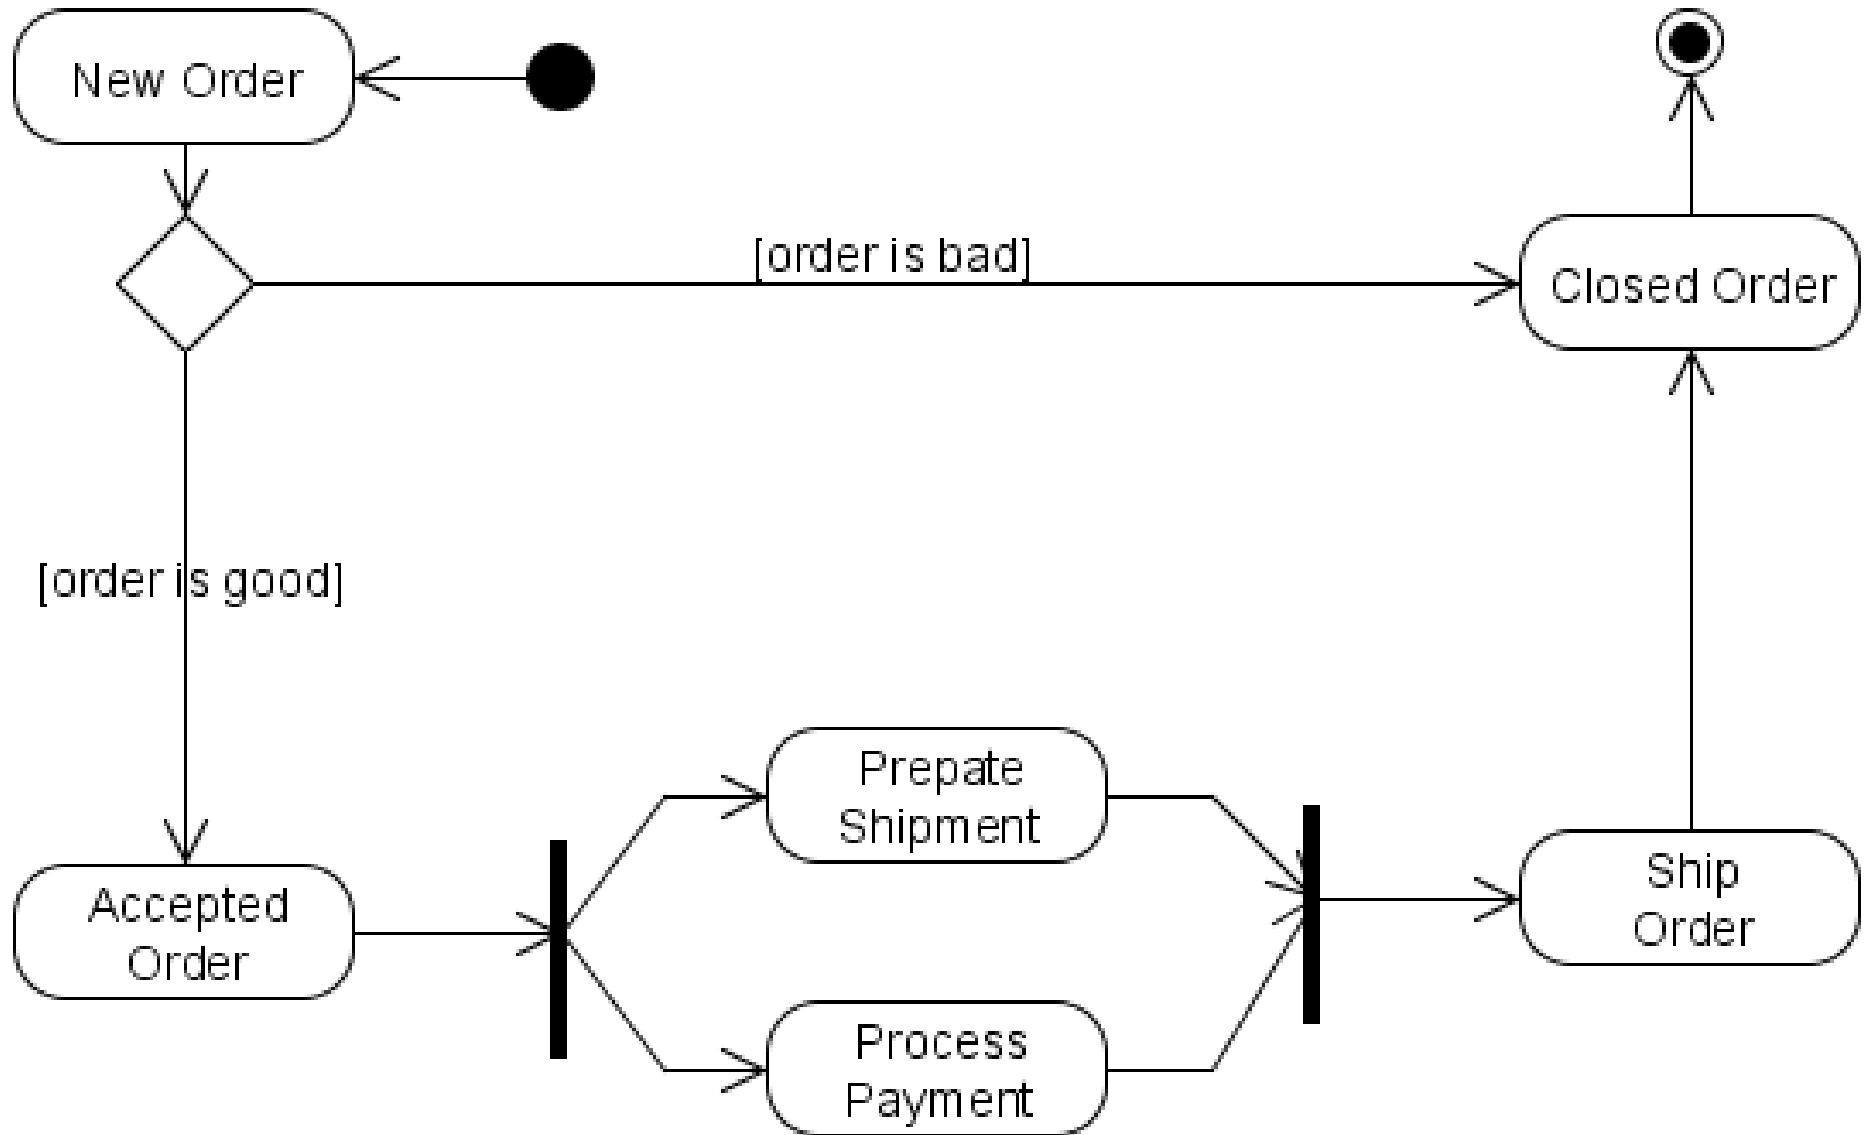 New Order
[order is bad]
Closed Order
[order is good]
Prepate
Shipment
Accepted
Order
Ship
Order
Process
Payment